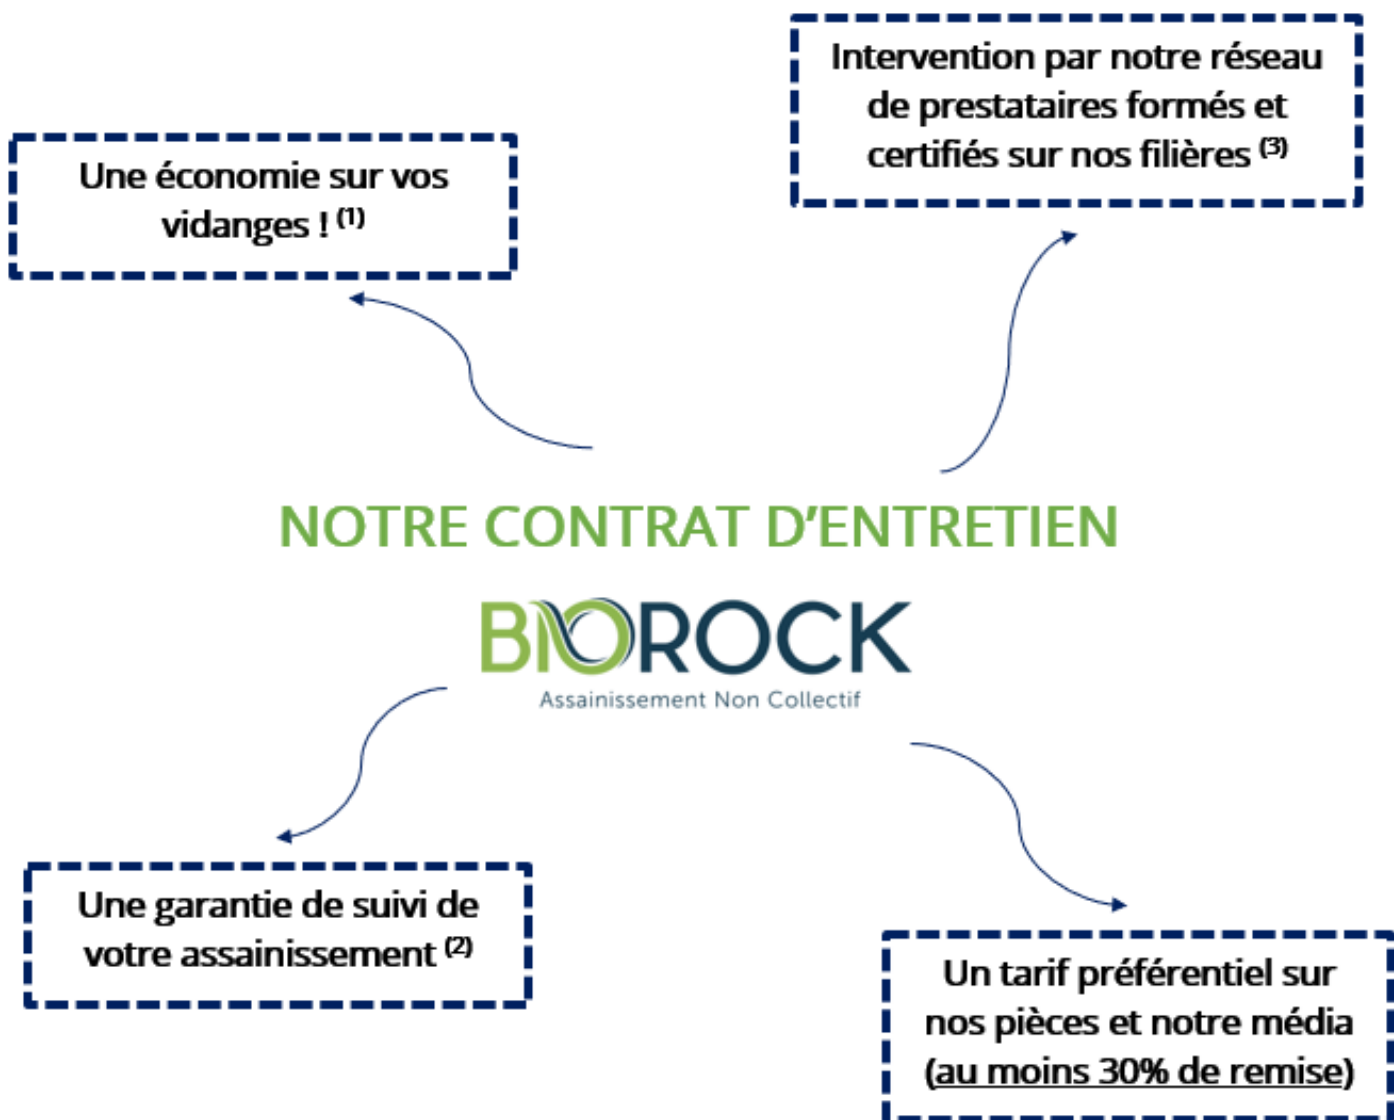 Intervention par notre réseau
de prestataires formés et
certifiés sur nos filières (3)
Une économie sur vos
vidanges ! (1)
NOTRE CONTRAT D'ENTRETIEN
BIOROCK
Assainissement Non Collectif
Une garantie de suivi de
votre assainissement (2)
Un tarif préférentiel sur
nos pièces et notre média
(au moins 30% de remise)